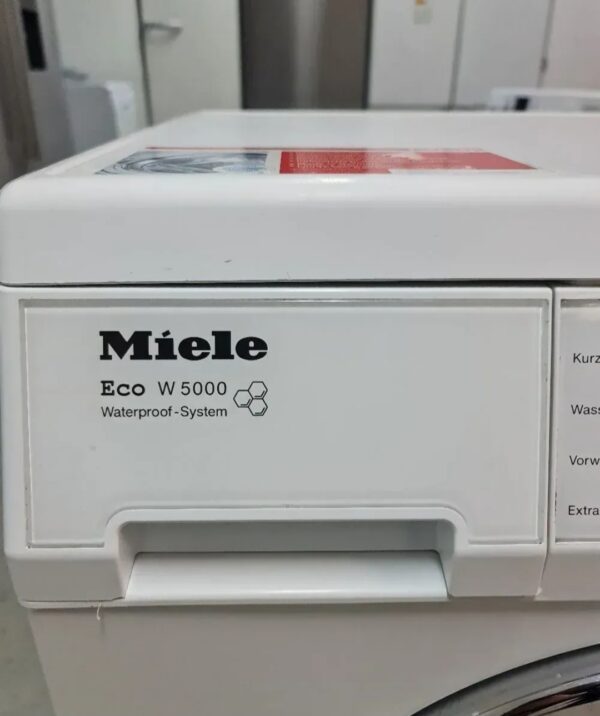 Miele
Eco W 5000
Waterproof-System
Kurz
Wass
Vorw
Extra